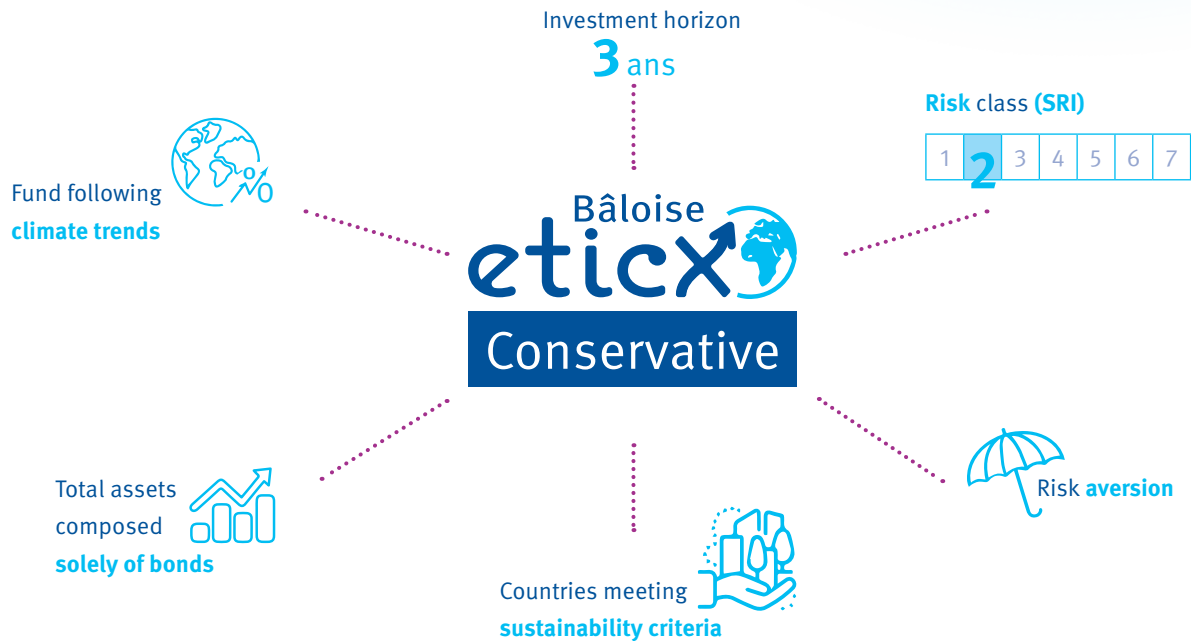 Investment horizon
3 ans
Risk class (SRI)
1 2 3 4 5 6 7
Fund following
climate trends
%
Bâloise
eticx
Conservative
Total assets
composed
solely of bonds
Risk aversion
Countries meeting
sustainability criteria